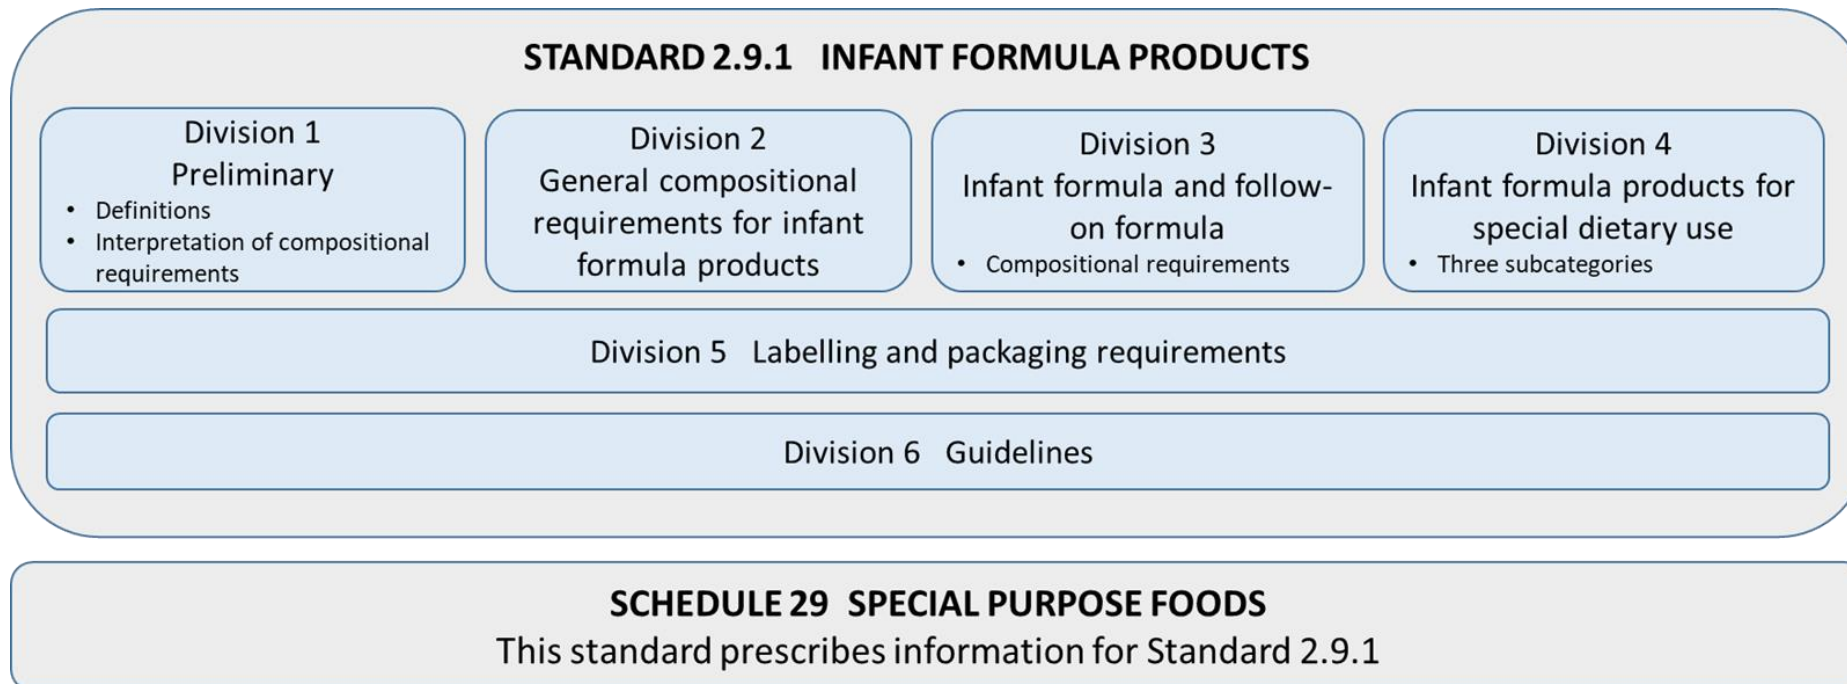 STANDARD 2.9.1 INFANT FORMULA PRODUCTS
Division 1
Preliminary
• Definitions
• Interpretation of compositional
requirements
Division 2
General compositional
requirements for infant
formula products
Division 3
Infant formula and follow-
on formula
• Compositional requirements
Division 4
Infant formula products for
special dietary use
• Three subcategories
Division 5 Labelling and packaging requirements
Division 6 Guidelines
SCHEDULE 29 SPECIAL PURPOSE FOODS
This standard prescribes information for Standard 2.9.1